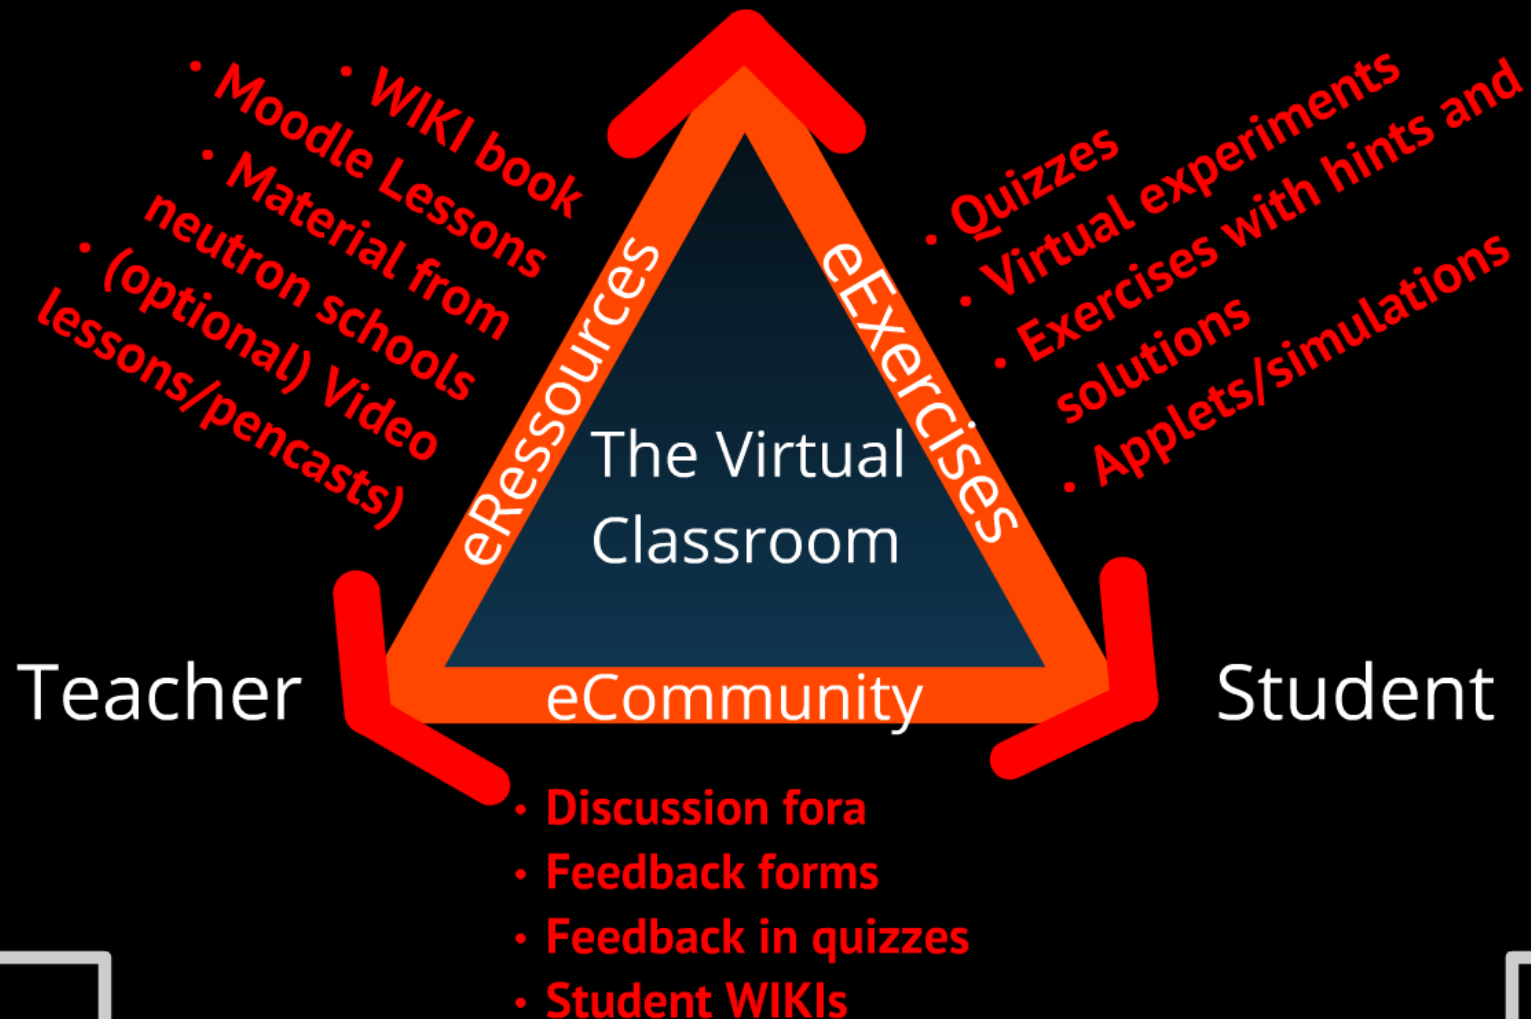 • WIKI book
• Moodle Lessons
• Material from
neutron schools
• (optional) Video
lessons/pencasts)
eRessources
eExercises
• Quizzes
• Virtual experiments
• Exercises with hints and
solutions
• Applets/simulations
The Virtual
Classroom
Teacher
eCommunity
Student
• Discussion fora
• Feedback forms
• Feedback in quizzes
• Student WIKIs